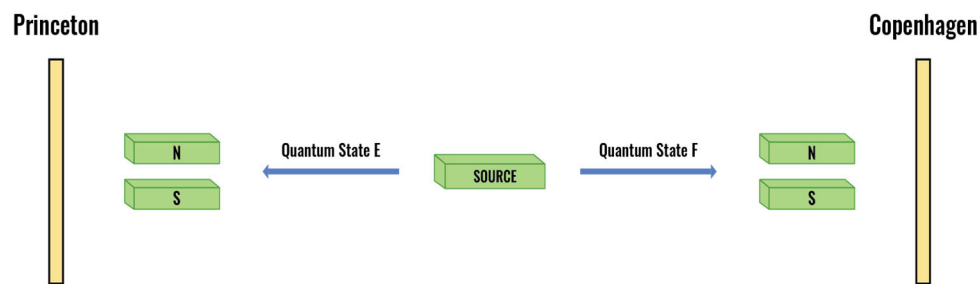 Princeton
Copenhagen
N
Quantum State E
Quantum State F
N
SOURCE
S
S